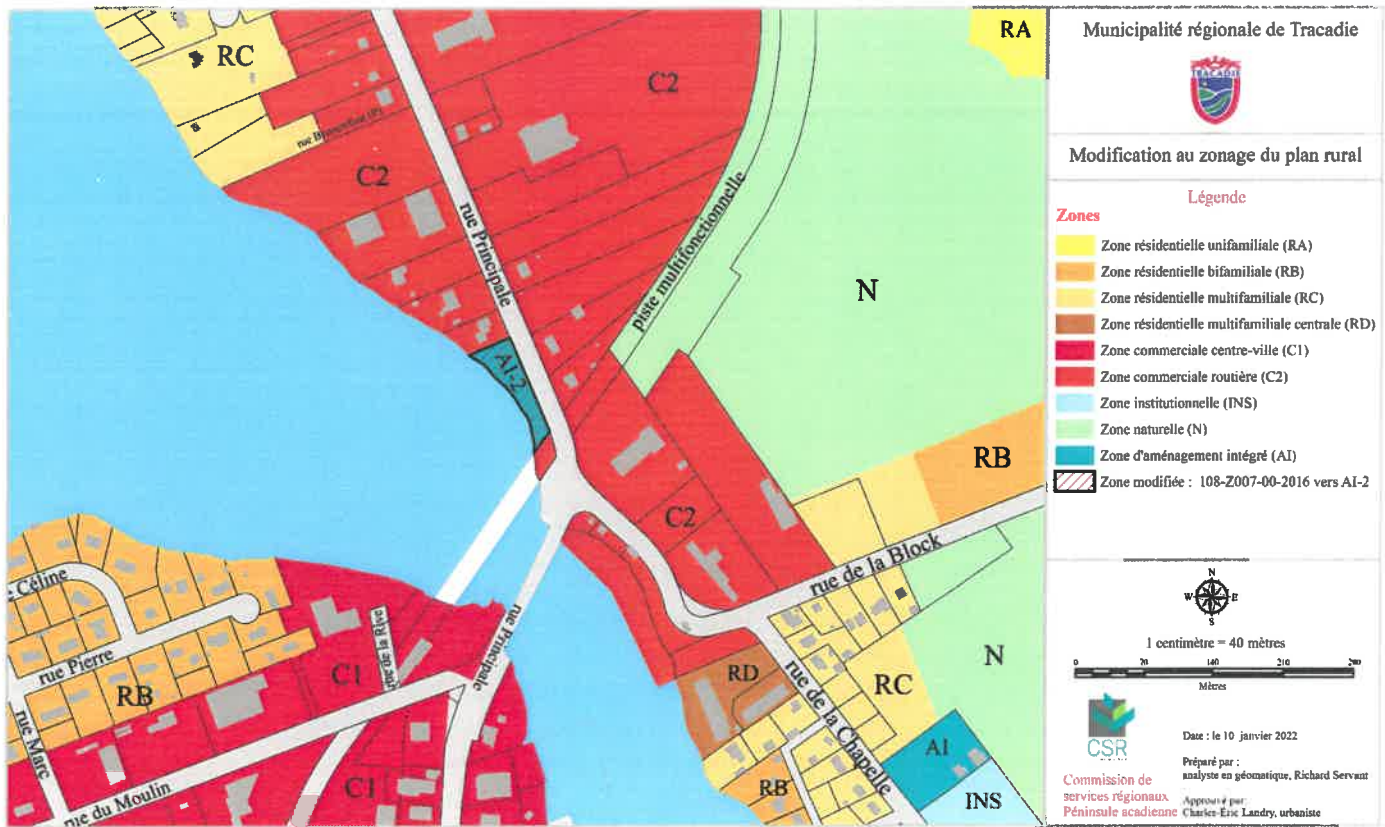 RA
RC
C2
rue Principale
C2
piste multifonctionnelle
N
AI-2
RB
C2
rue de la Block
Céline
rue Pierre
RB
rue Marc
C1
rue de la Rive
rue Principale
rue du Moulin
C1
RD
RC
N
rue de la Chapelle
AI
RB
INS
Municipalité régionale de Tracadie
TRACADIE
Modification au zonage du plan rural
Légende
Zones
Zone résidentielle unifamiliale (RA)
Zone résidentielle bifamiliale (RB)
Zone résidentielle multifamiliale (RC)
Zone résidentielle multifamiliale centrale (RD)
Zone commerciale centre-ville (C1)
Zone commerciale routière (C2)
Zone institutionnelle (INS)
Zone naturelle (N)
Zone d'aménagement intégré (AI)
Zone modifiée : 108-Z007-00-2016 vers AI-2
N
W E
S
1 centimètre = 40 mètres
0 70 140 210 280
Mètres
CSR
Commission de
services régionaux
Péninsule acadienne
Date : le 10 janvier 2022
Préparé par :
analyste en géomatique, Richard Servant
Approuvé par:
Charles-Éric Landry, urbaniste